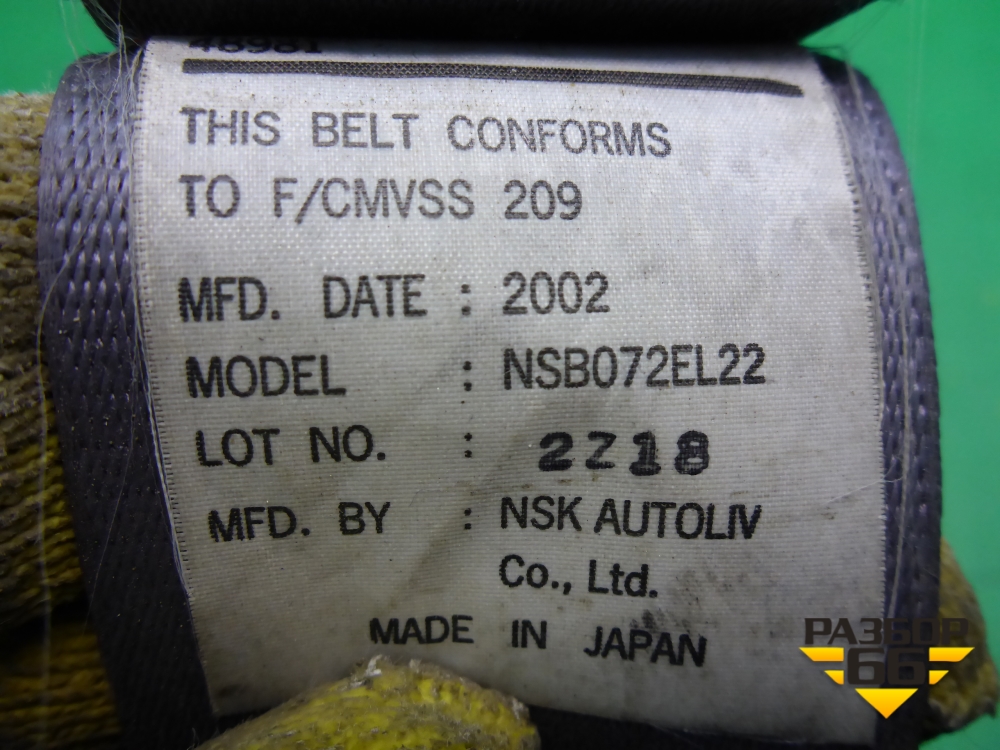 THIS BELT CONFORMS
TO F/CMVSS 209
MFD. DATE : 2002
MODEL : NSB072EL22
LOT NO. : 2Z18
MFD. BY : NSK AUTOLIV
Co., Ltd.
MADE IN JAPAN
РАЗБОР
66